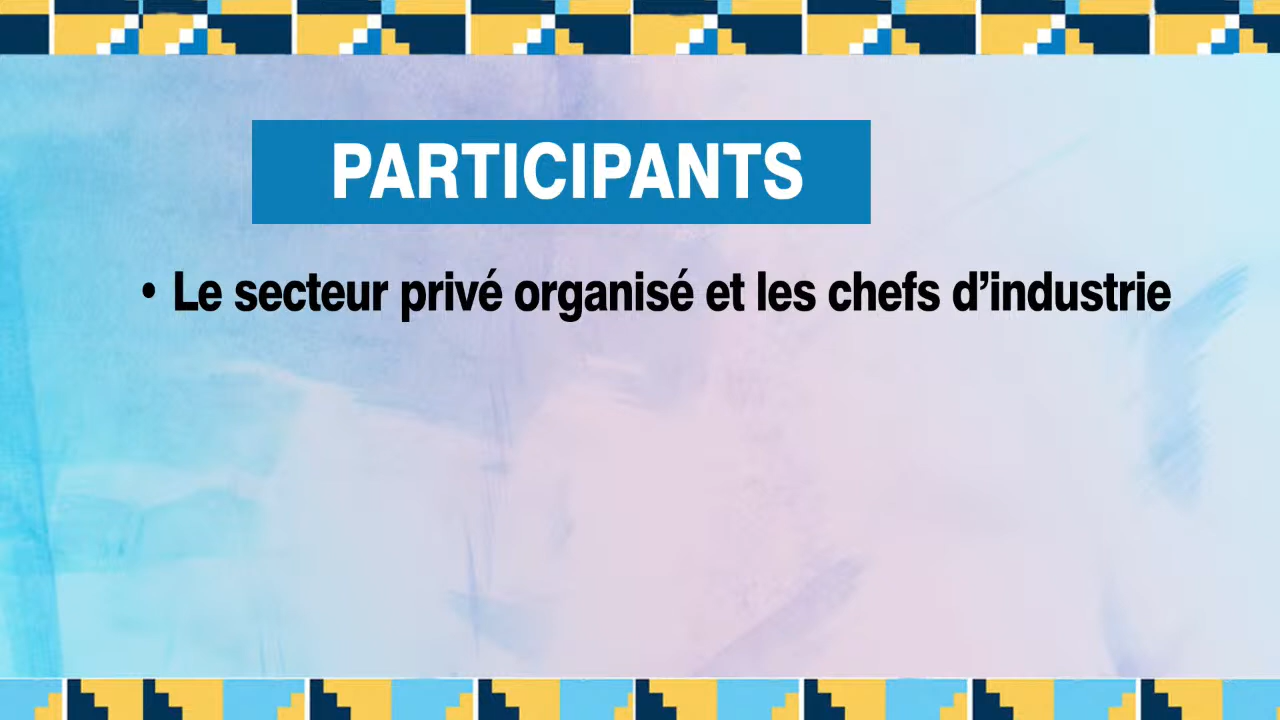 PARTICIPANTS
• Le secteur privé organisé et les chefs d’industrie